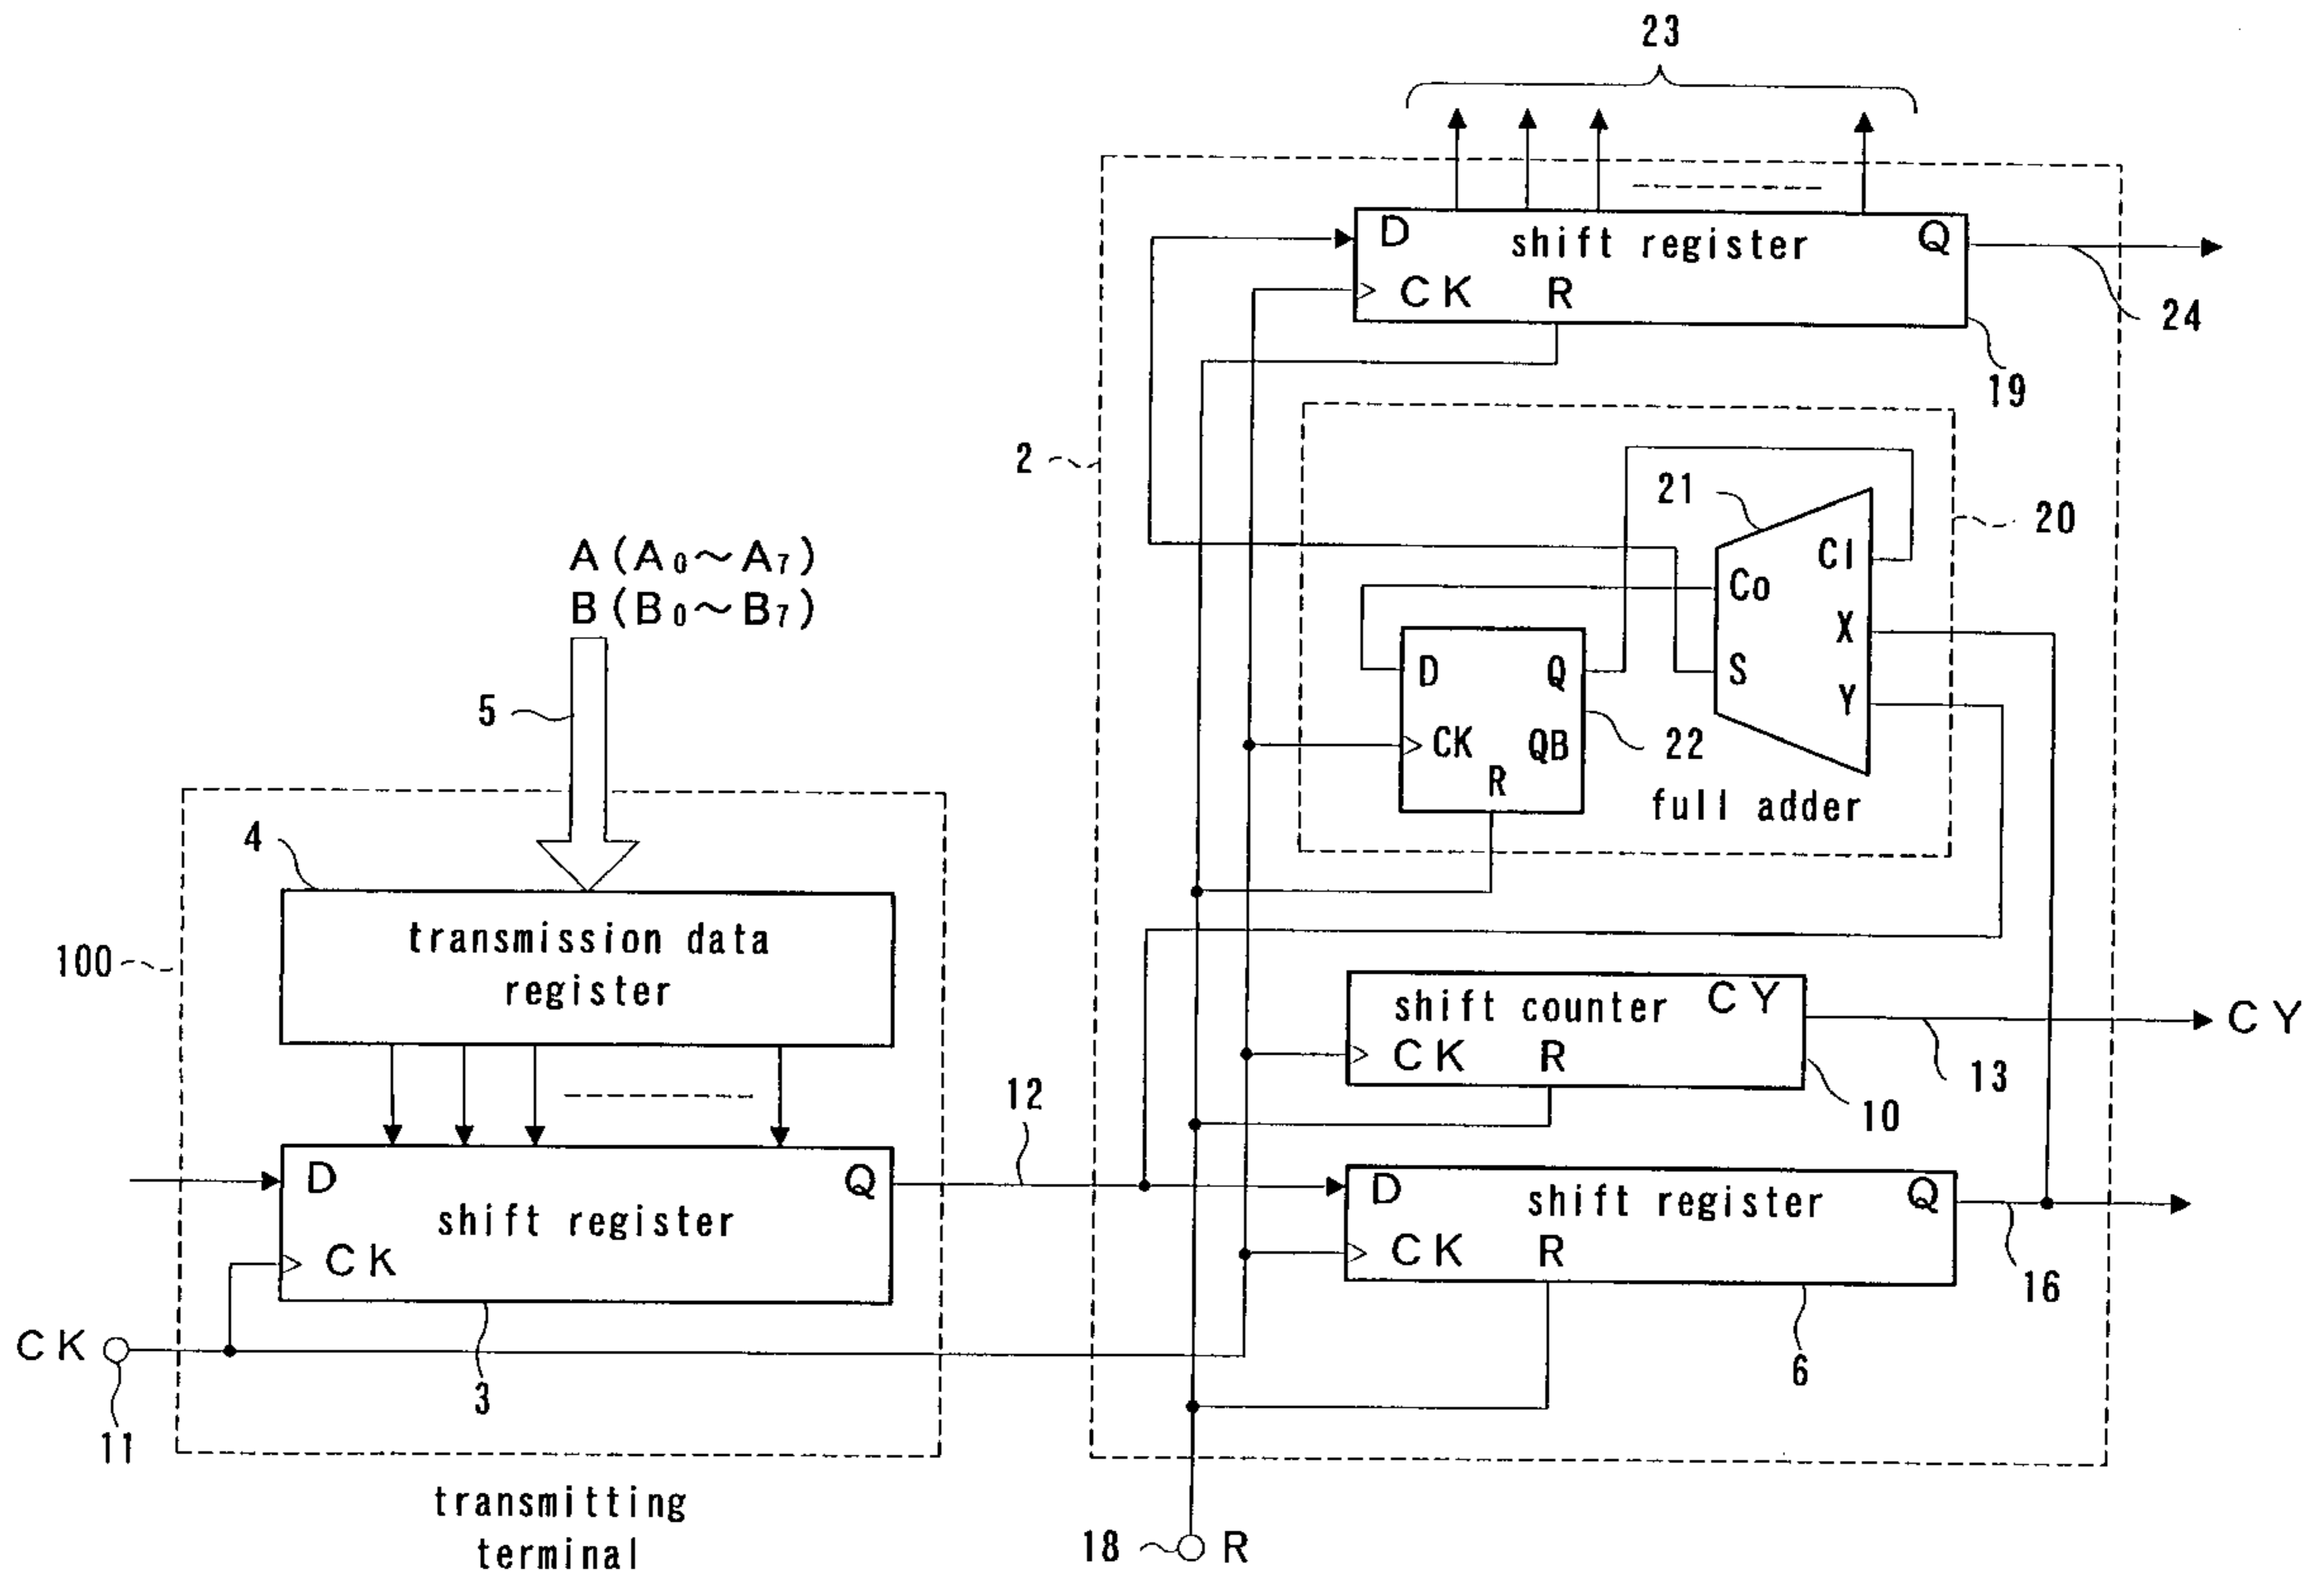 23
D shift register Q
CK R
24
19
2
21
20
CI
Co
X
D Q
S
Y
CK QB
22
R
full adder
A(A0~A7)
B(B0~B7)
5
4
transmission data
register
100
shift counter CY
CK R
CY
13
10
12
D Q
shift register
CK
D shift register Q
CK R
16
6
CK
3
11
transmitting
terminal
18 R